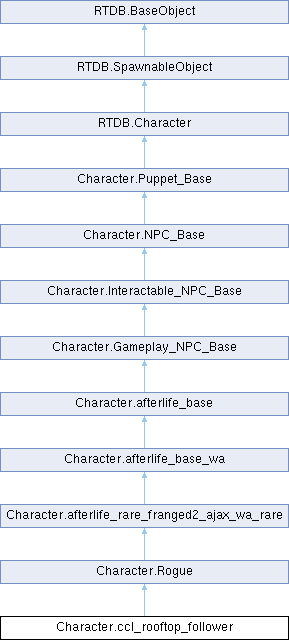 RTDB.BaseObject
RTDB.SpawnableObject
RTDB.Character
Character.Puppet_Base
Character.NPC_Base
Character.Interactable_NPC_Base
Character.Gameplay_NPC_Base
Character.afterlife_base
Character.afterlife_base_wa
Character.afterlife_rare_franged2_ajax_wa_rare
Character.Rogue
Character.ccl_rooftop_follower